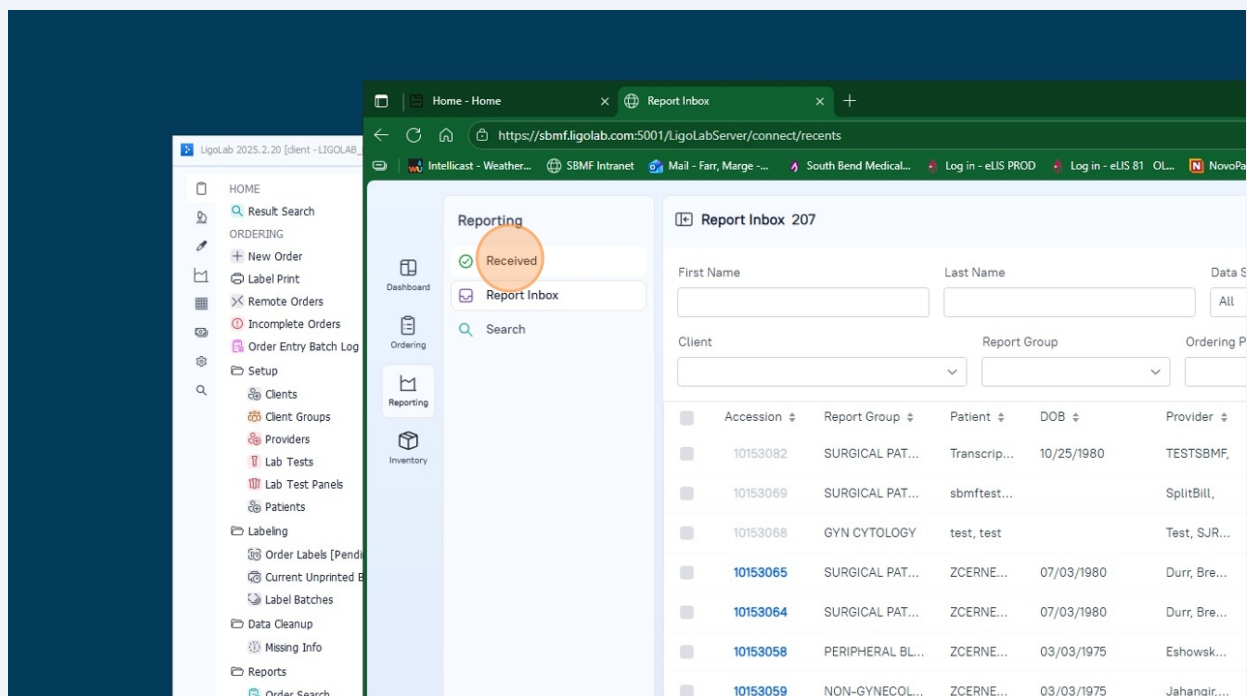 Home - Home
Report Inbox
https://sbmf.ligolab.com:5001/LigoLabServer/connect/recents
Intellicast - Weather... SBMF Intranet Mail - Farr, Marge -... South Bend Medical... Log in - eLIS PROD Log in - eLIS 81 OL... NovoPa
LigoLab 2025.2.20 [client - LIGOLAB_
HOME
Result Search
ORDERING
New Order
Label Print
Remote Orders
Incomplete Orders
Order Entry Batch Log
Setup
Clients
Client Groups
Providers
Lab Tests
Lab Test Panels
Patients
Labeling
Order Labels [Pendi
Current Unprinted B
Label Batches
Data Cleanup
Missing Info
Reports
Order Search
Dashboard
Ordering
Reporting
Inventory
Reporting
Received
Report Inbox
Search
Report Inbox 207
First Name Last Name Data S
All
Client Report Group Ordering P
Accession Report Group Patient DOB Provider
10153082 SURGICAL PAT... Transcrip... 10/25/1980 TESTSBMF,
10153069 SURGICAL PAT... sbmftest... SplitBill,
10153068 GYN CYTOLOGY test, test Test, SJR...
10153065 SURGICAL PAT... ZCERNE... 07/03/1980 Durr, Bre...
10153064 SURGICAL PAT... ZCERNE... 07/03/1980 Durr, Bre...
10153058 PERIPHERAL BL... ZCERNE... 03/03/1975 Eshowsk...
10153059 NON-GYNECOL... ZCERNE... 03/03/1975 Jahangir,...